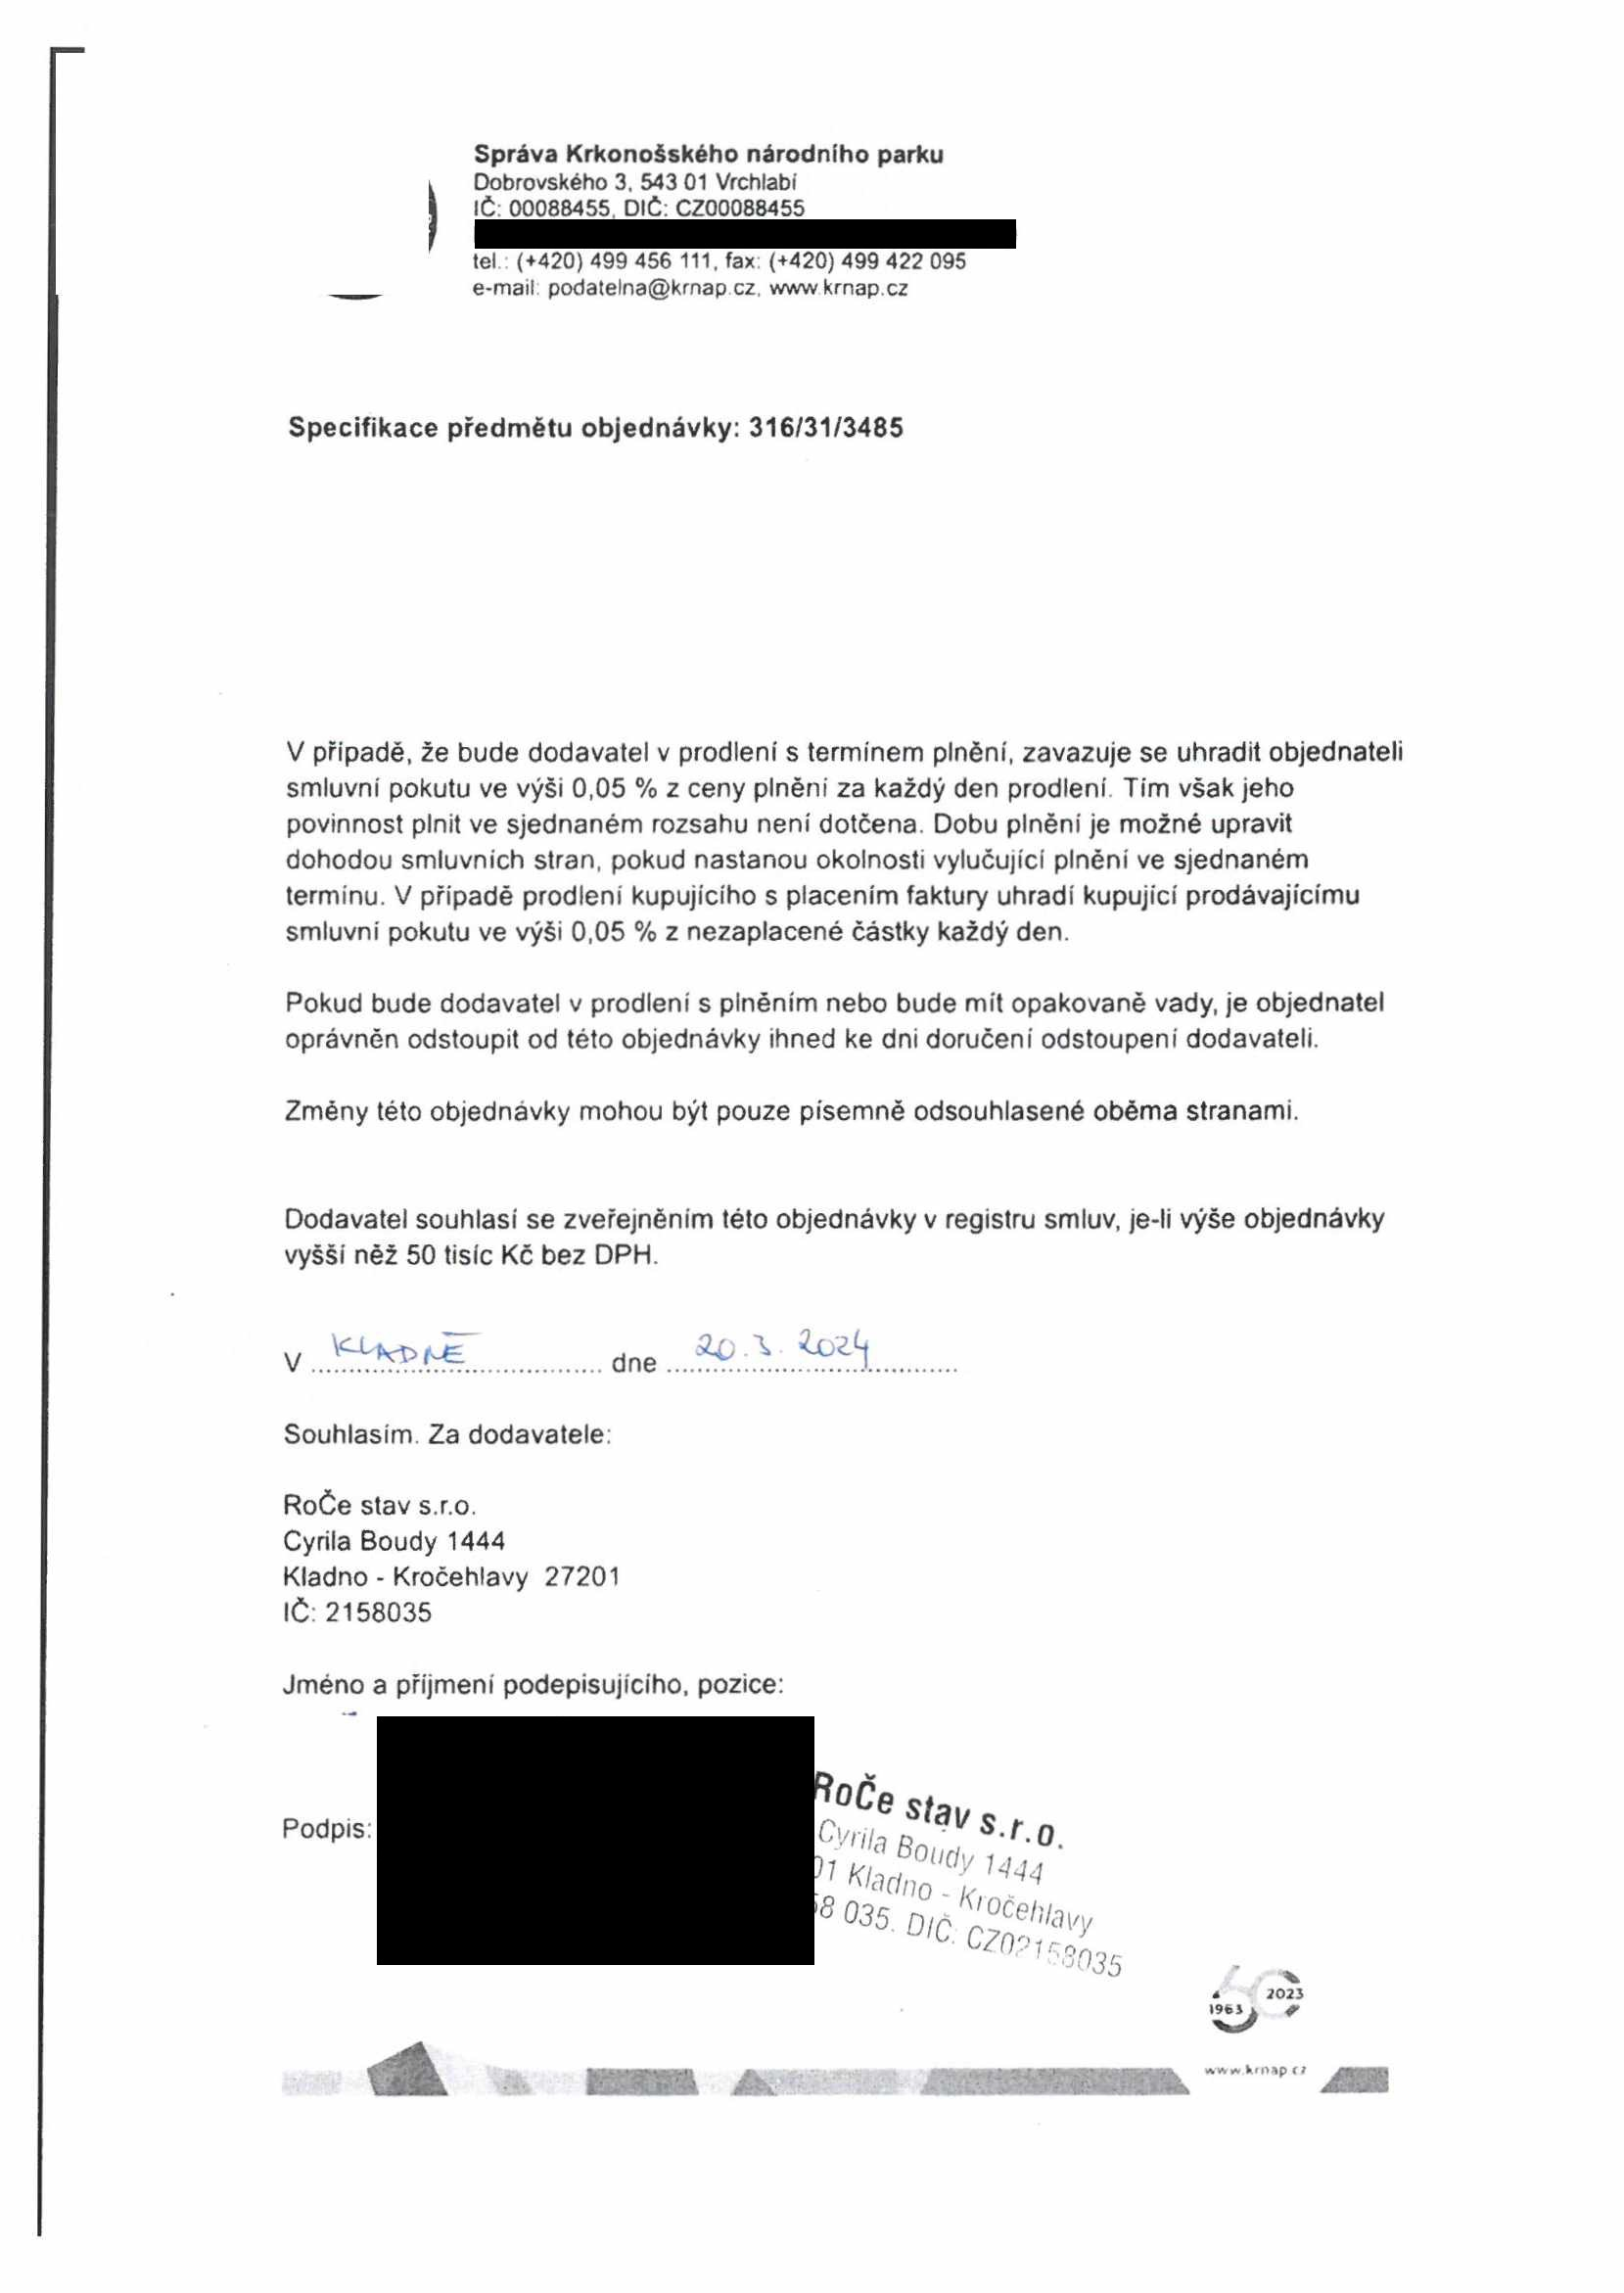 Správa Krkonošského národního parku
Dobrovského 3, 543 01 Vrchlabí
IČ: 00088455, DIČ: CZ00088455
tel.: (+420) 499 456 111, fax: (+420) 499 422 095
e-mail: podatelna@krnap.cz, www.krnap.cz
Specifikace předmětu objednávky: 316/31/3485
V případě, že bude dodavatel v prodlení s termínem plnění, zavazuje se uhradit objednateli
smluvní pokutu ve výši 0,05 % z ceny plnění za každý den prodlení. Tím však jeho
povinnost plnit ve sjednaném rozsahu není dotčena. Dobu plnění je možné upravit
dohodou smluvních stran, pokud nastanou okolnosti vylučující plnění ve sjednaném
termínu. V případě prodlení kupujícího s placením faktury uhradí kupující prodávajícímu
smluvní pokutu ve výši 0,05 % z nezaplacené částky každý den.
Pokud bude dodavatel v prodlení s plněním nebo bude mít opakovaně vady, je objednatel
oprávněn odstoupit od této objednávky ihned ke dni doručení odstoupení dodavateli.
Změny této objednávky mohou být pouze písemně odsouhlasené oběma stranami.
Dodavatel souhlasí se zveřejněním této objednávky v registru smluv, je-li výše objednávky
vyšší něž 50 tisíc Kč bez DPH.
V KLADNĚ dne 20.3.2024
Souhlasím. Za dodavatele:
RoČe stav s.r.o.
Cyrila Boudy 1444
Kladno - Kročehlavy 27201
IČ: 2158035
Jméno a příjmení podepisujícího, pozice:
Podpis:
RoČe stav s.r.o.
Cyrila Boudy 1444
01 Kladno - Kročehlavy
58 035. DIČ: CZ02158035
1963 2023
www.krnap.cz